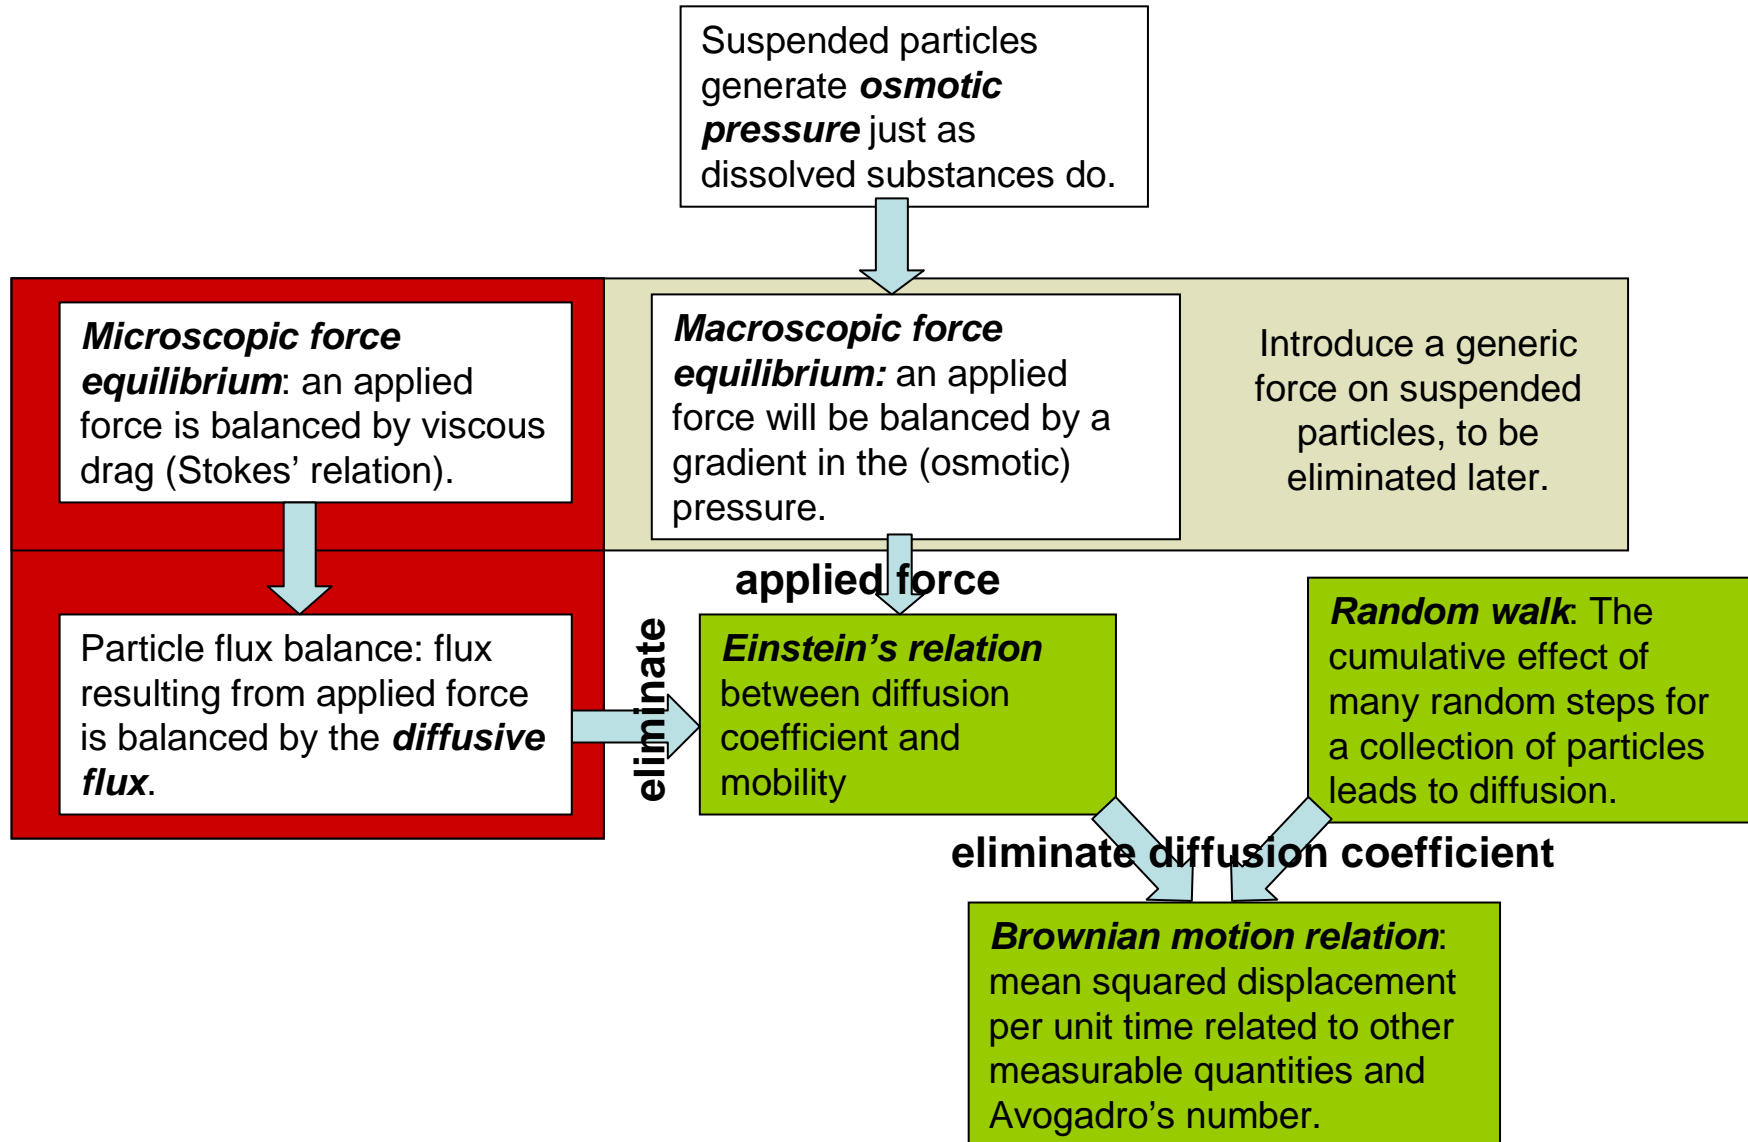 Suspended particles
generate osmotic
pressure just as
dissolved substances do.
Microscopic force
equilibrium: an applied
force is balanced by viscous
drag (Stokes’ relation).
Macroscopic force
equilibrium: an applied
force will be balanced by a
gradient in the (osmotic)
pressure.
Introduce a generic
force on suspended
particles, to be
eliminated later.
applied force
Particle flux balance: flux
resulting from applied force
is balanced by the diffusive
flux.
eliminate
Einstein’s relation
between diffusion
coefficient and
mobility
Random walk: The
cumulative effect of
many random steps for
a collection of particles
leads to diffusion.
eliminate diffusion coefficient
Brownian motion relation:
mean squared displacement
per unit time related to other
measurable quantities and
Avogadro’s number.